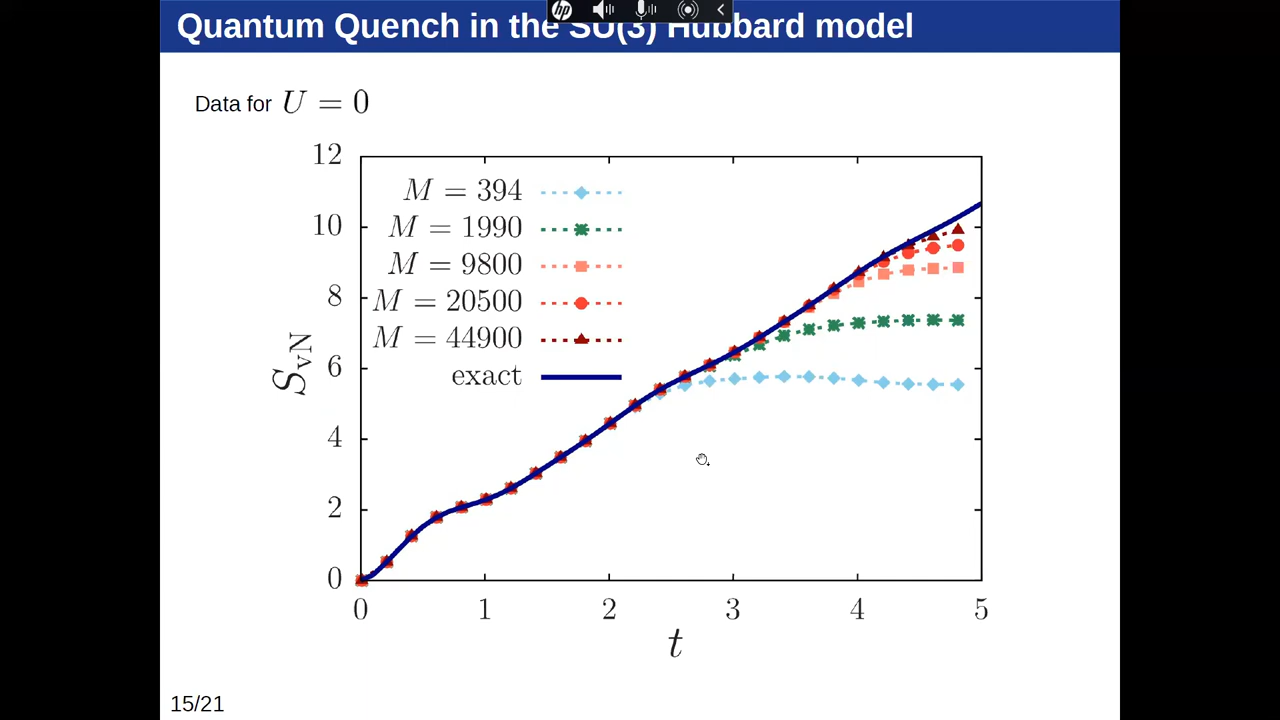 Quantum Quench in the SU(3) Hubbard model
hp
Data for U = 0
12
10
8
6
4
2
0
S_vN
M = 394
M = 1990
M = 9800
M = 20500
M = 44900
exact
0 1 2 3 4 5
t
15/21